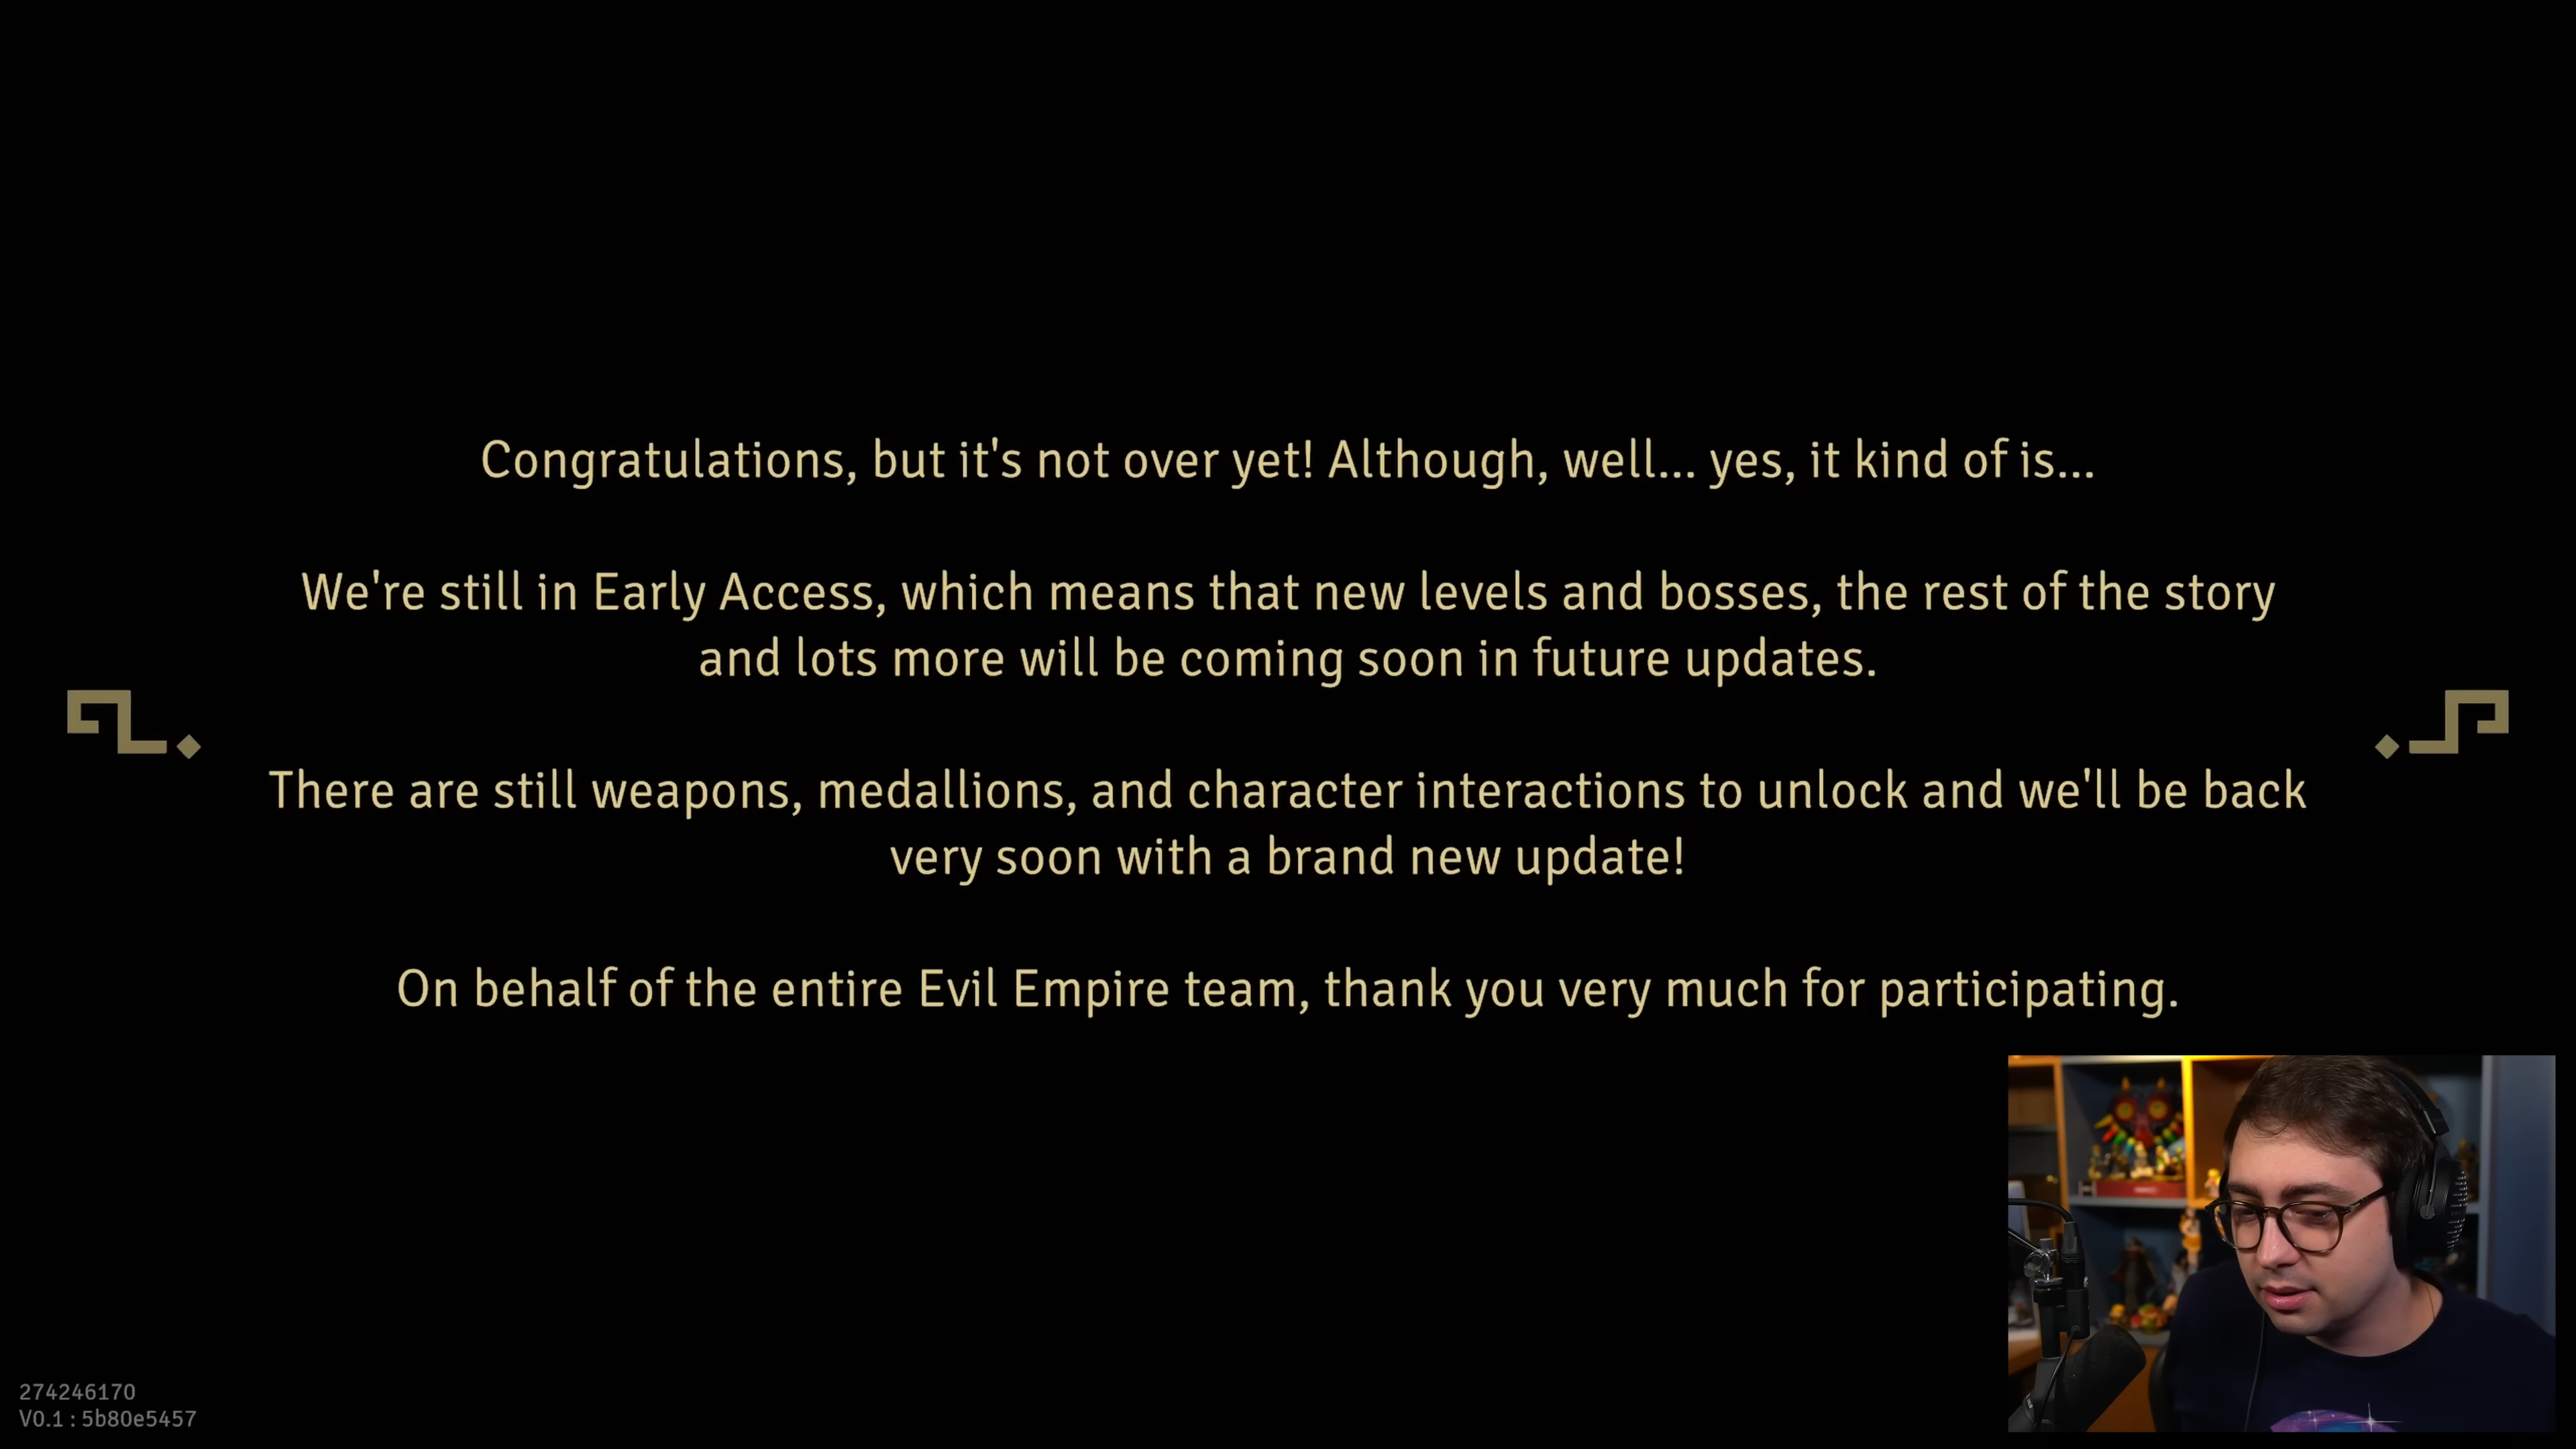 Congratulations, but it's not over yet! Although, well... yes, it kind of is...
We're still in Early Access, which means that new levels and bosses, the rest of the story
and lots more will be coming soon in future updates.
There are still weapons, medallions, and character interactions to unlock and we'll be back
very soon with a brand new update!
On behalf of the entire Evil Empire team, thank you very much for participating.
274246170
V0.1 : 5b80e5457